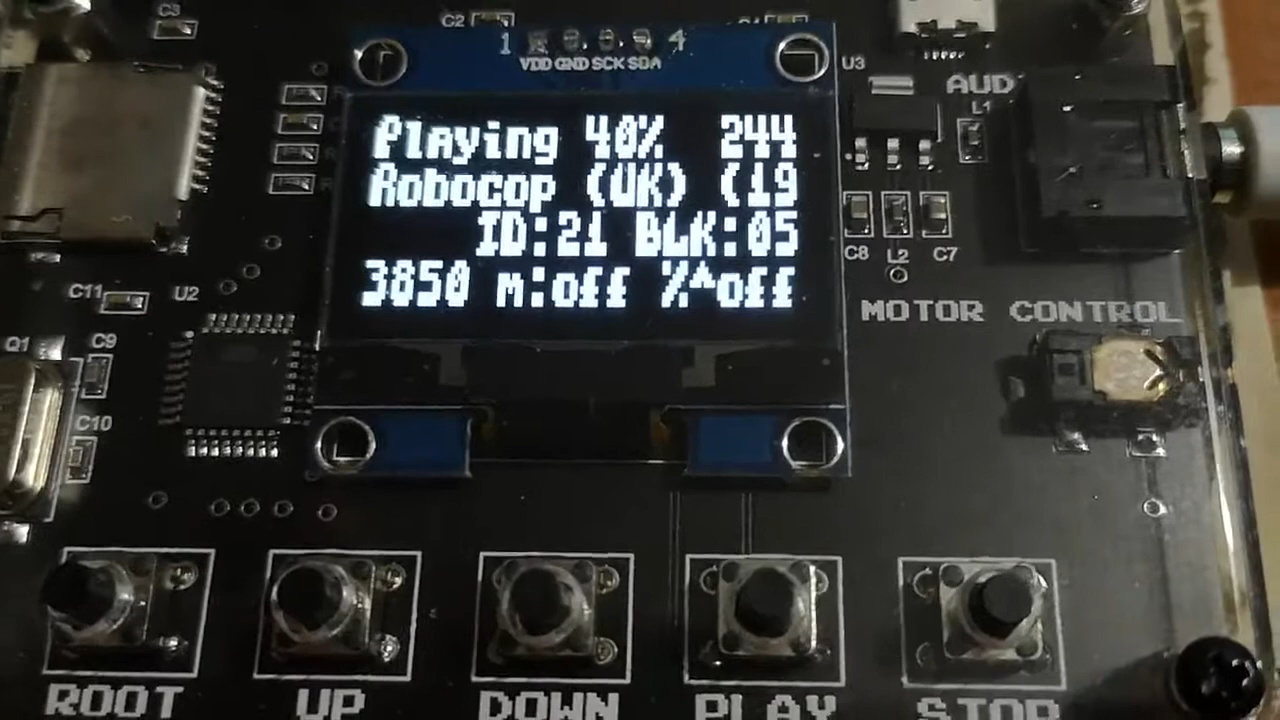 C3
C2
1 4
VDD GND SCK SDA
U3
AUD
L1
Playing 40% 244
Robocop (UK) (19
ID:21 BLK:05
3850 m:off %^off
C8 L2 C7
C11 U2
MOTOR CONTROL
Q1 C9
C10
ROOT UP DOWN PLAY STOP